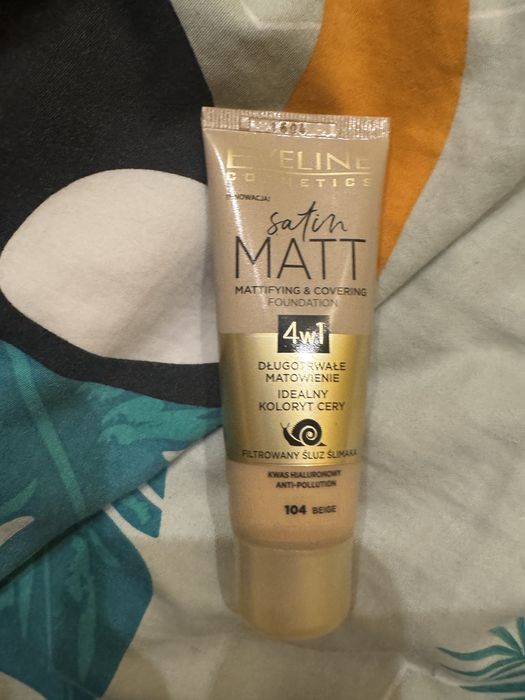 EVELINE
COSMETICS
INNOWACJA!
satin
MATT
MATTIFYING & COVERING
FOUNDATION
4w1
DŁUGOTRWAŁE
MATOWIENIE
IDEALNY
KOLORYT CERY
FILTROWANY ŚLUZ ŚLIMAKA
KWAS HIALURONOWY
ANTI-POLLUTION
104 BEIGE